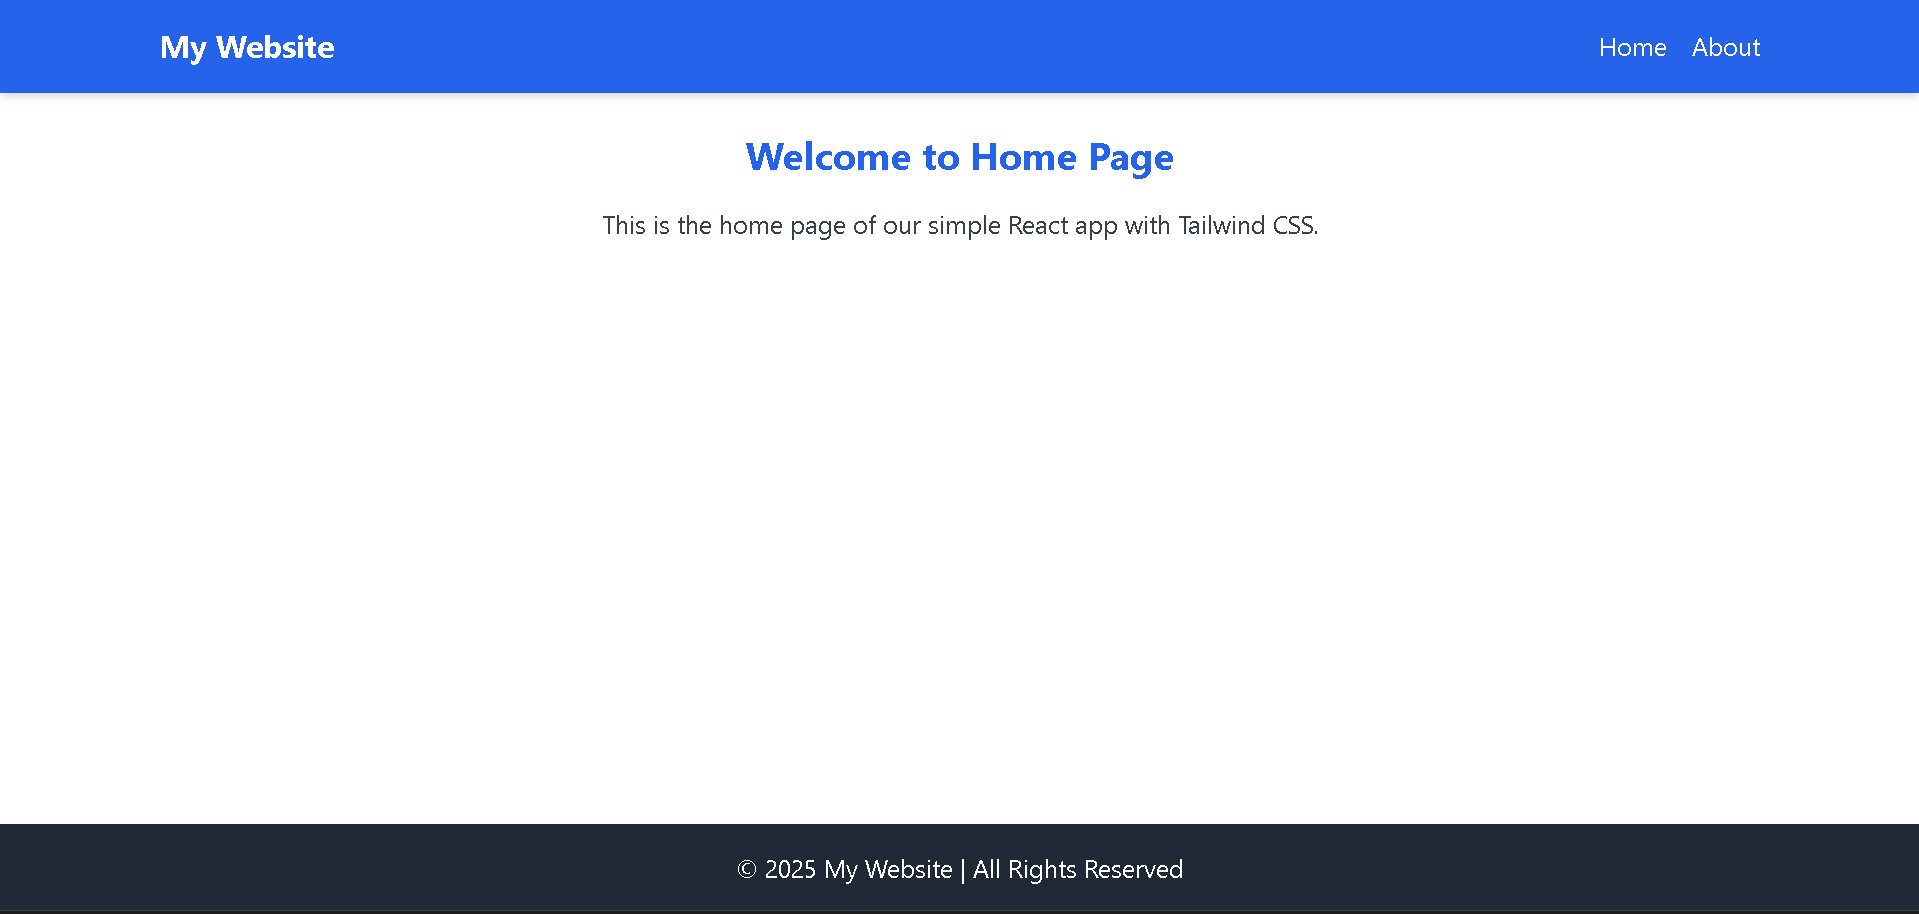 My Website
Home About
Welcome to Home Page
This is the home page of our simple React app with Tailwind CSS.
© 2025 My Website | All Rights Reserved